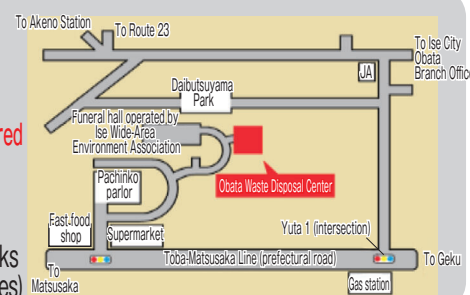 To Akeno Station
To Route 23
To Ise City
Obata
Branch Office
JA
Daibutsuyama
Park
Funeral hall operated by
Ise Wide-Area
Environment Association
red
Obata Waste Disposal Center
Pachinko
parlor
Fast-food
shop
Supermarket
Yuta 1 (intersection)
ks
Toba-Matsusaka Line (prefectural road)
To Geku
To
Matsusaka
es)
Gas station